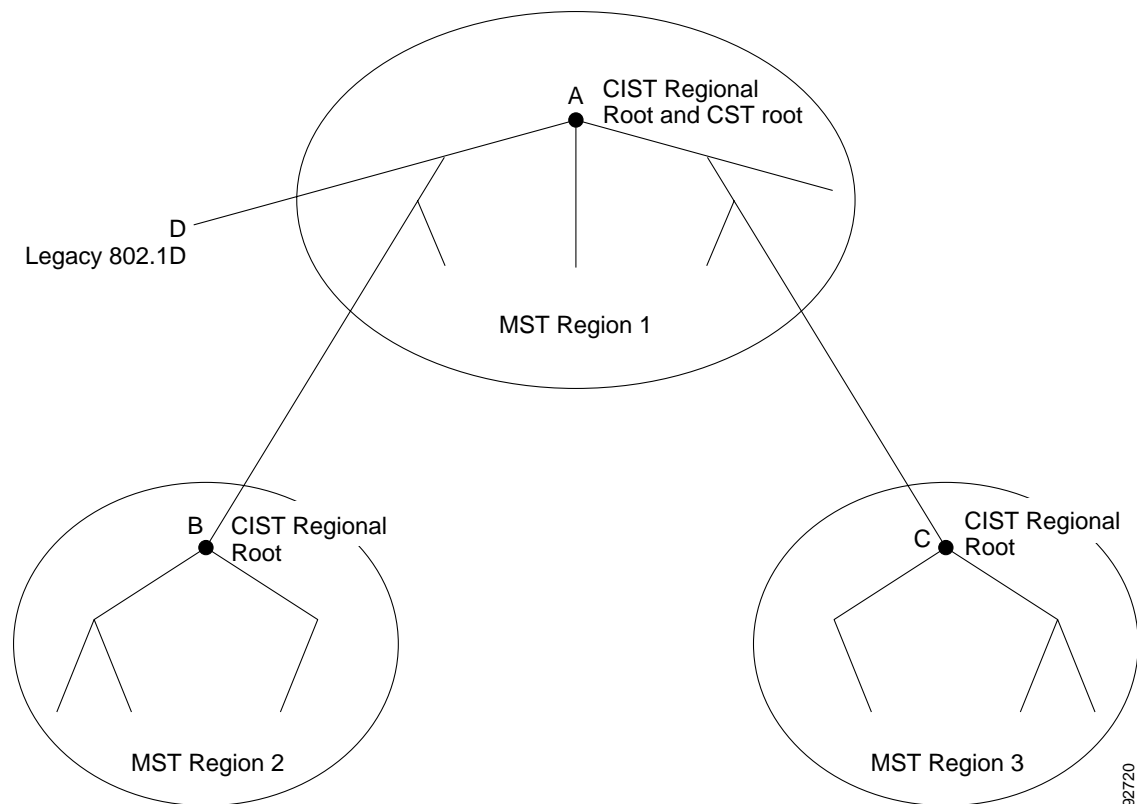 A
CIST Regional
Root and CST root
D
Legacy 802.1D
MST Region 1
B
CIST Regional
Root
C
CIST Regional
Root
MST Region 2
MST Region 3
92720